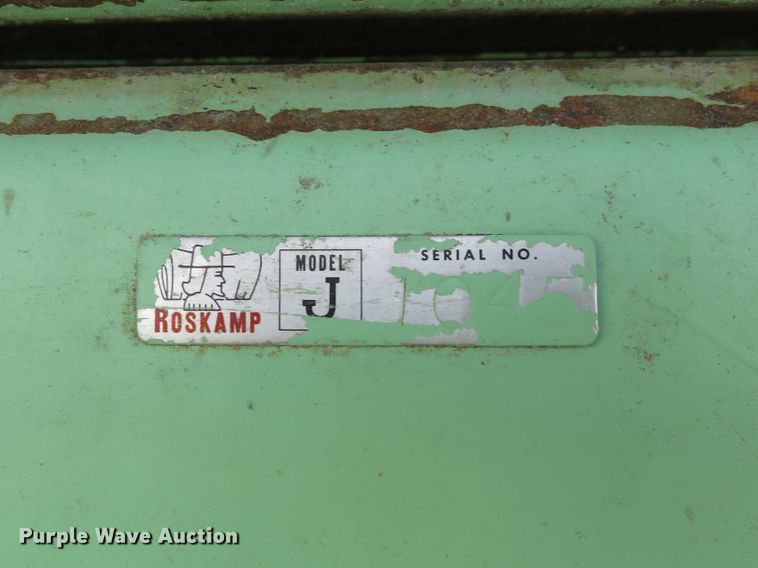 ROSKAMP
MODEL
J
SERIAL NO.
Purple Wave Auction